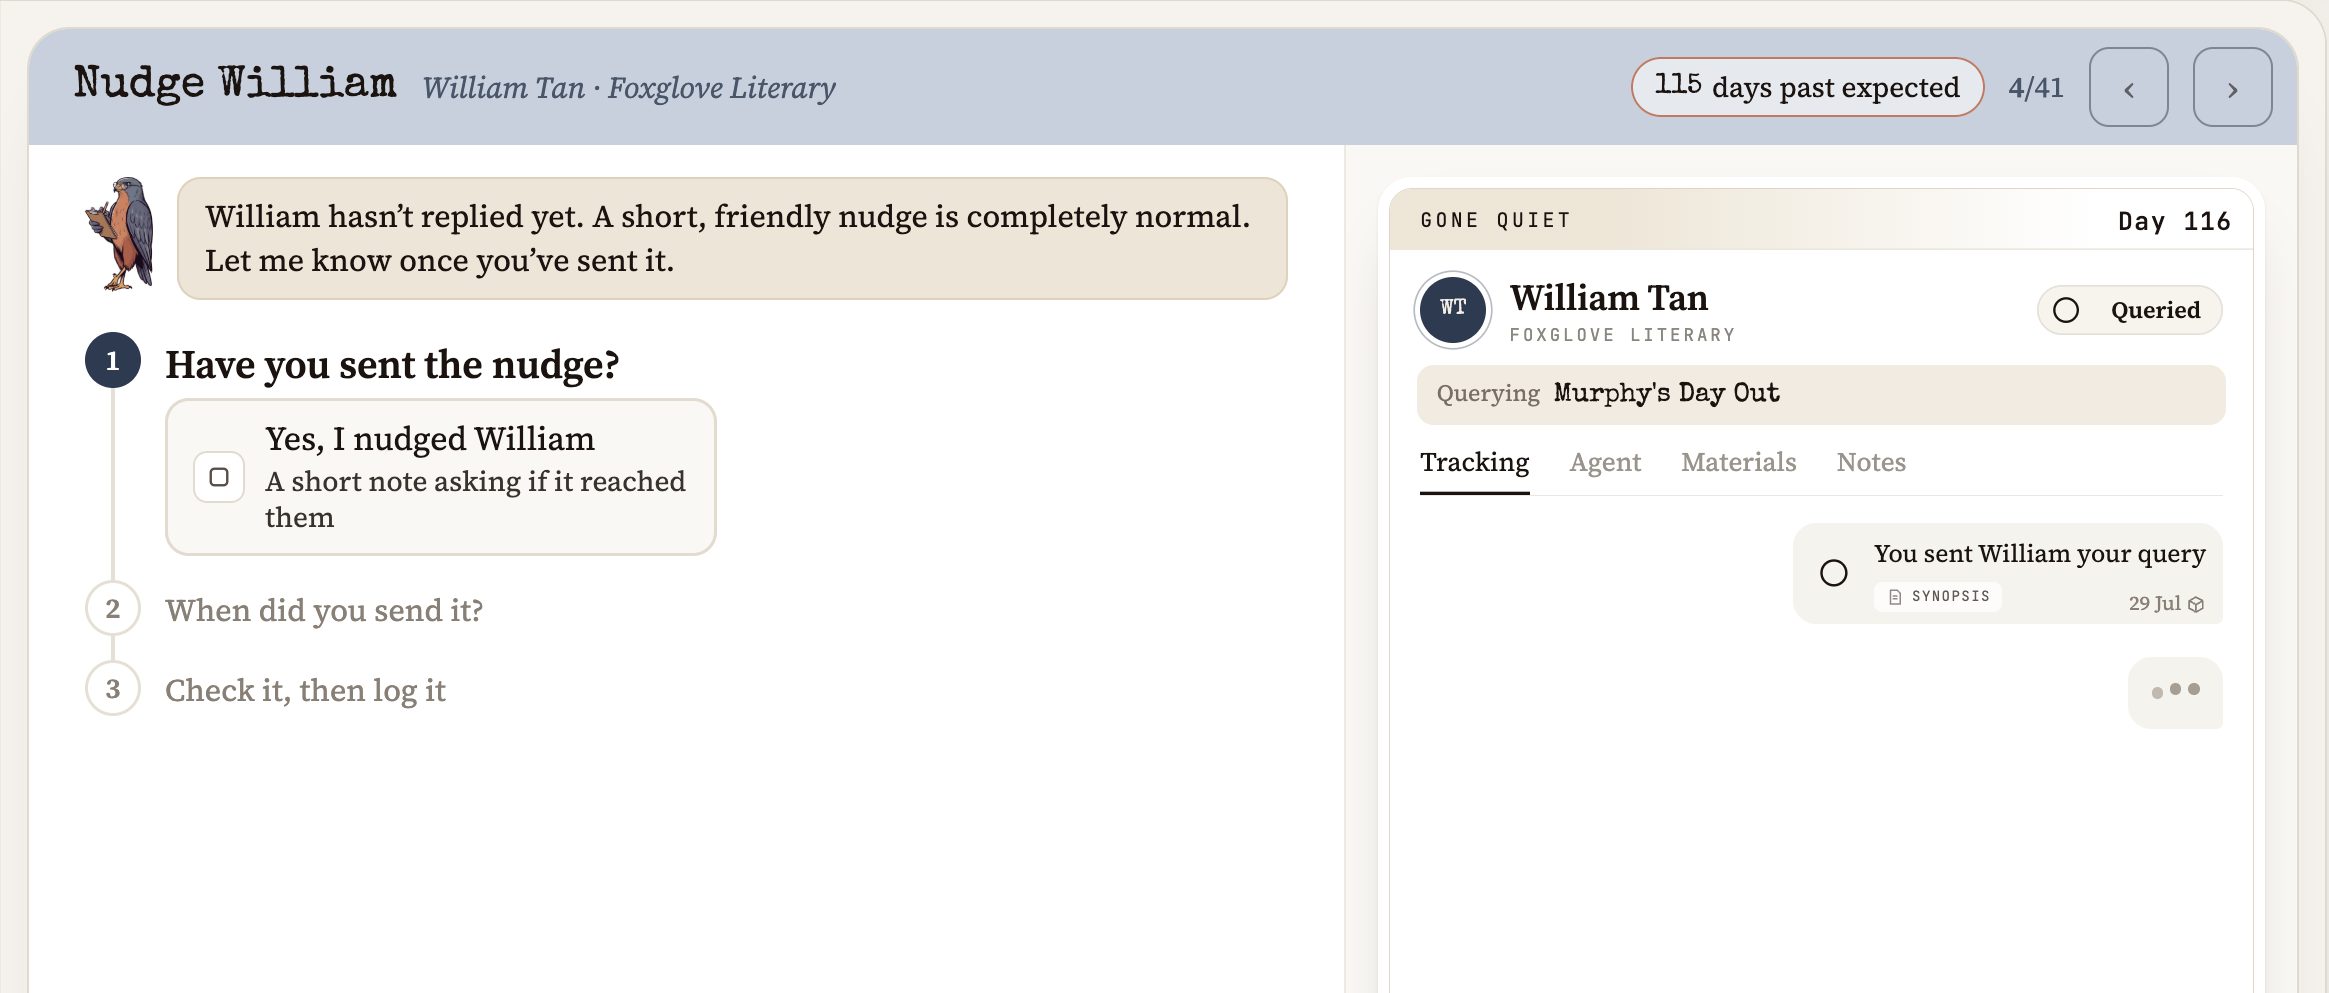 Nudge William William Tan · Foxglove Literary
115 days past expected 4/41 ‹ ›
William hasn’t replied yet. A short, friendly nudge is completely normal.
Let me know once you’ve sent it.
1 Have you sent the nudge?
Yes, I nudged William
A short note asking if it reached
them
2 When did you send it?
3 Check it, then log it
GONE QUIET Day 116
WT William Tan
FOXGLOVE LITERARY
Queried
Querying Murphy's Day Out
Tracking Agent Materials Notes
You sent William your query
SYNOPSIS 29 Jul